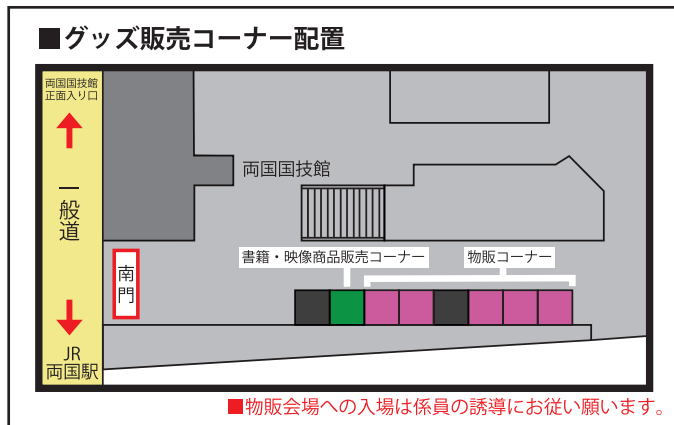 ■グッズ販売コーナー配置
両国国技館
正面入り口
一般道
両国国技館
南門
書籍・映像商品販売コーナー
物販コーナー
JR
両国駅
■物販会場への入場は係員の誘導にお従い願います。